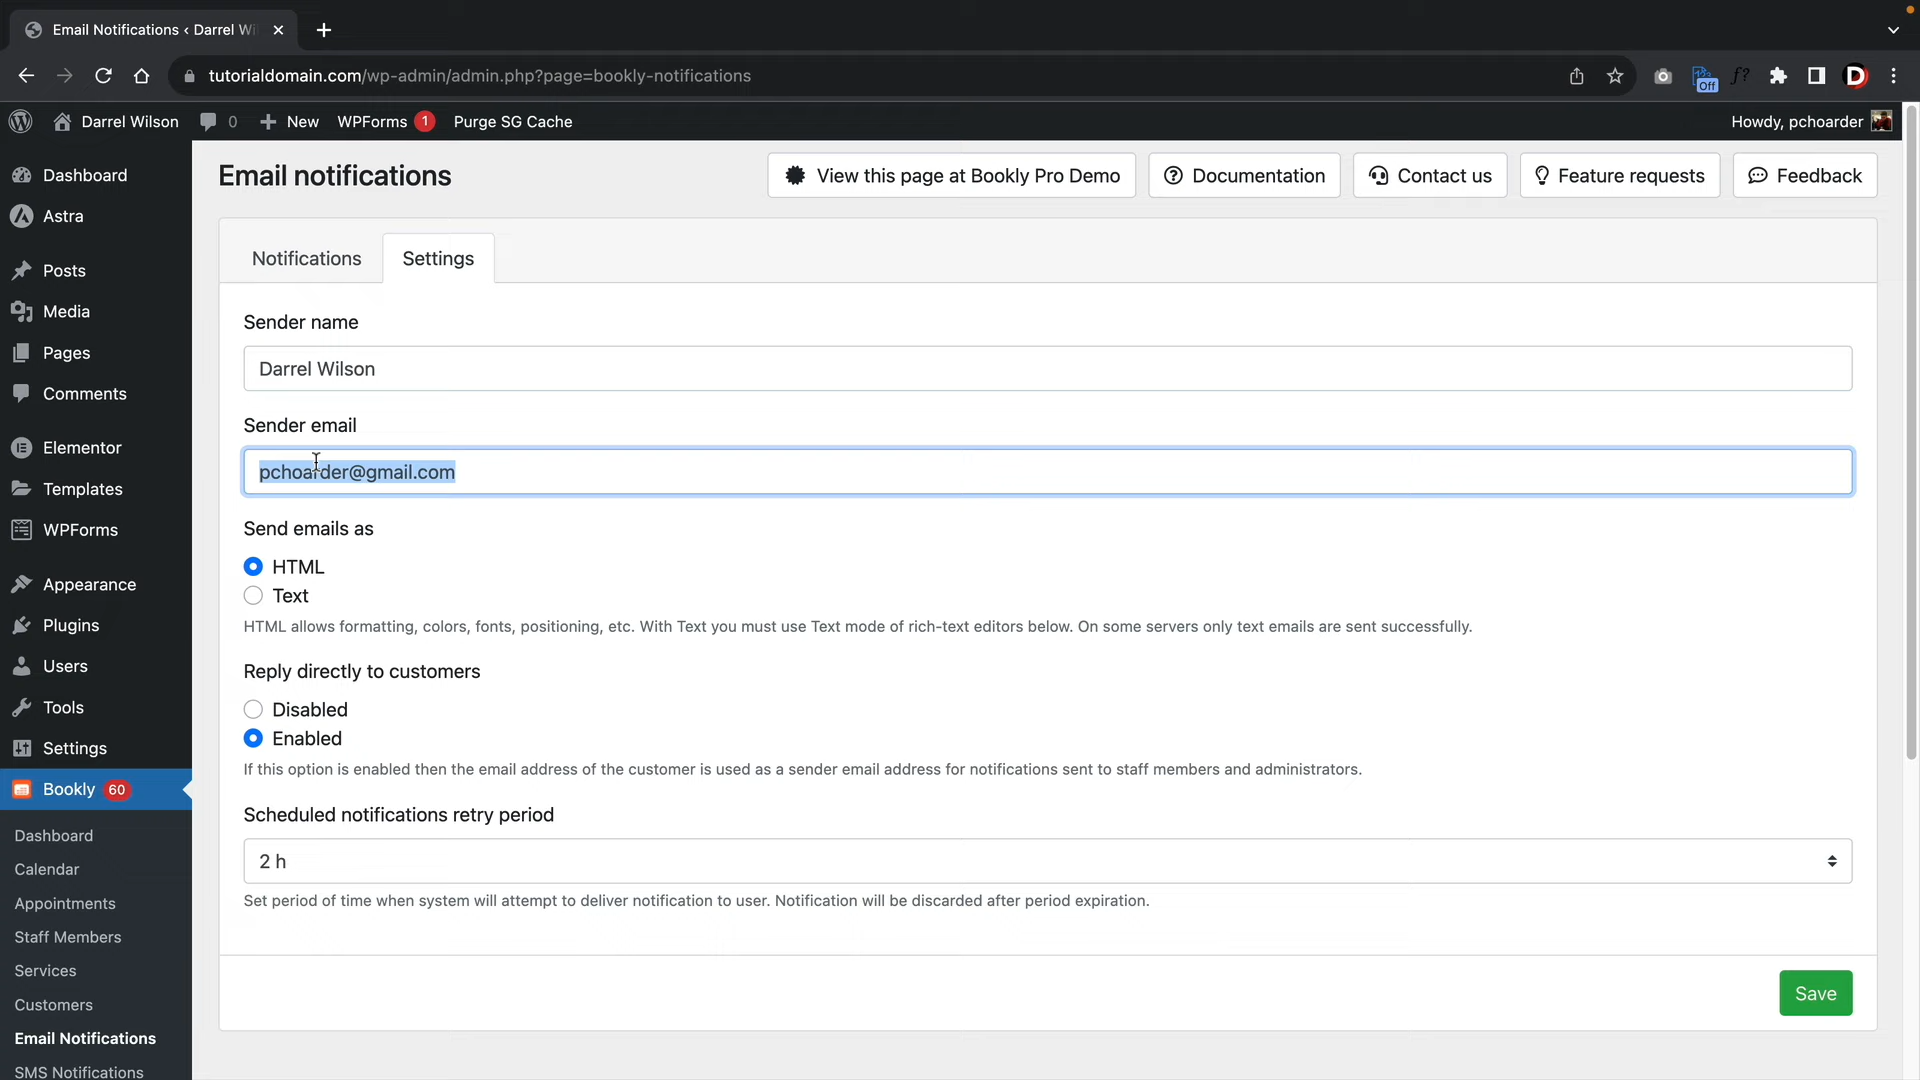 Email Notifications ‹ Darrel Wi
tutorialdomain.com/wp-admin/admin.php?page=bookly-notifications
Off
f?
D
Darrel Wilson
0
New
WPForms 1
Purge SG Cache
Howdy, pchoarder
Dashboard
Astra
Posts
Media
Pages
Comments
Elementor
Templates
WPForms
Appearance
Plugins
Users
Tools
Settings
Bookly 60
Dashboard
Calendar
Appointments
Staff Members
Services
Customers
Email Notifications
SMS Notifications
Email notifications
View this page at Bookly Pro Demo
Documentation
Contact us
Feature requests
Feedback
Notifications
Settings
Sender name
Darrel Wilson
Sender email
pchoarder@gmail.com
Send emails as
HTML
Text
HTML allows formatting, colors, fonts, positioning, etc. With Text you must use Text mode of rich-text editors below. On some servers only text emails are sent successfully.
Reply directly to customers
Disabled
Enabled
If this option is enabled then the email address of the customer is used as a sender email address for notifications sent to staff members and administrators.
Scheduled notifications retry period
2 h
Set period of time when system will attempt to deliver notification to user. Notification will be discarded after period expiration.
Save